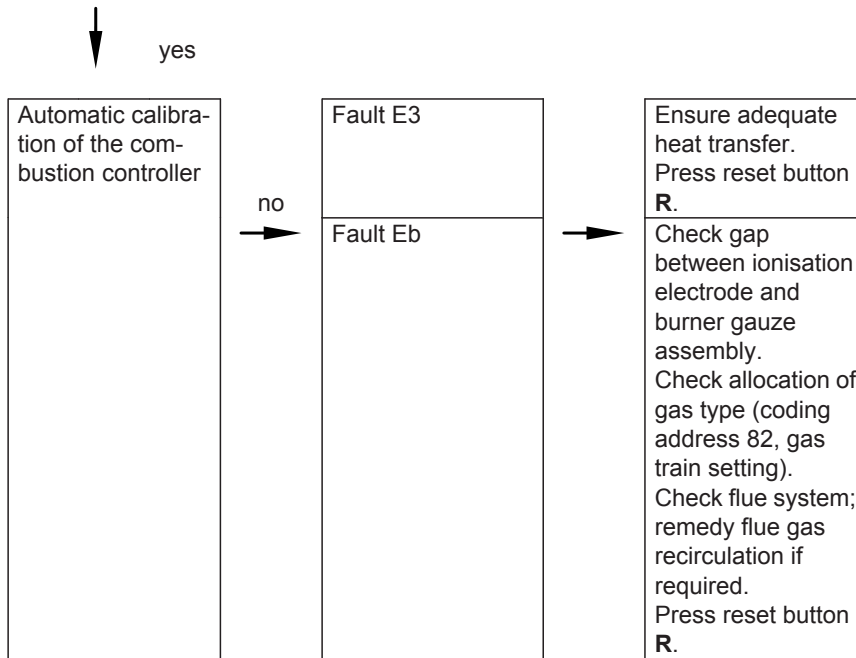 yes
Automatic calibra-
tion of the com-
bustion controller
no
Fault E3
Ensure adequate
heat transfer.
Press reset button
R.
Fault Eb
Check gap
between ionisation
electrode and
burner gauze
assembly.
Check allocation of
gas type (coding
address 82, gas
train setting).
Check flue system;
remedy flue gas
recirculation if
required.
Press reset button
R.